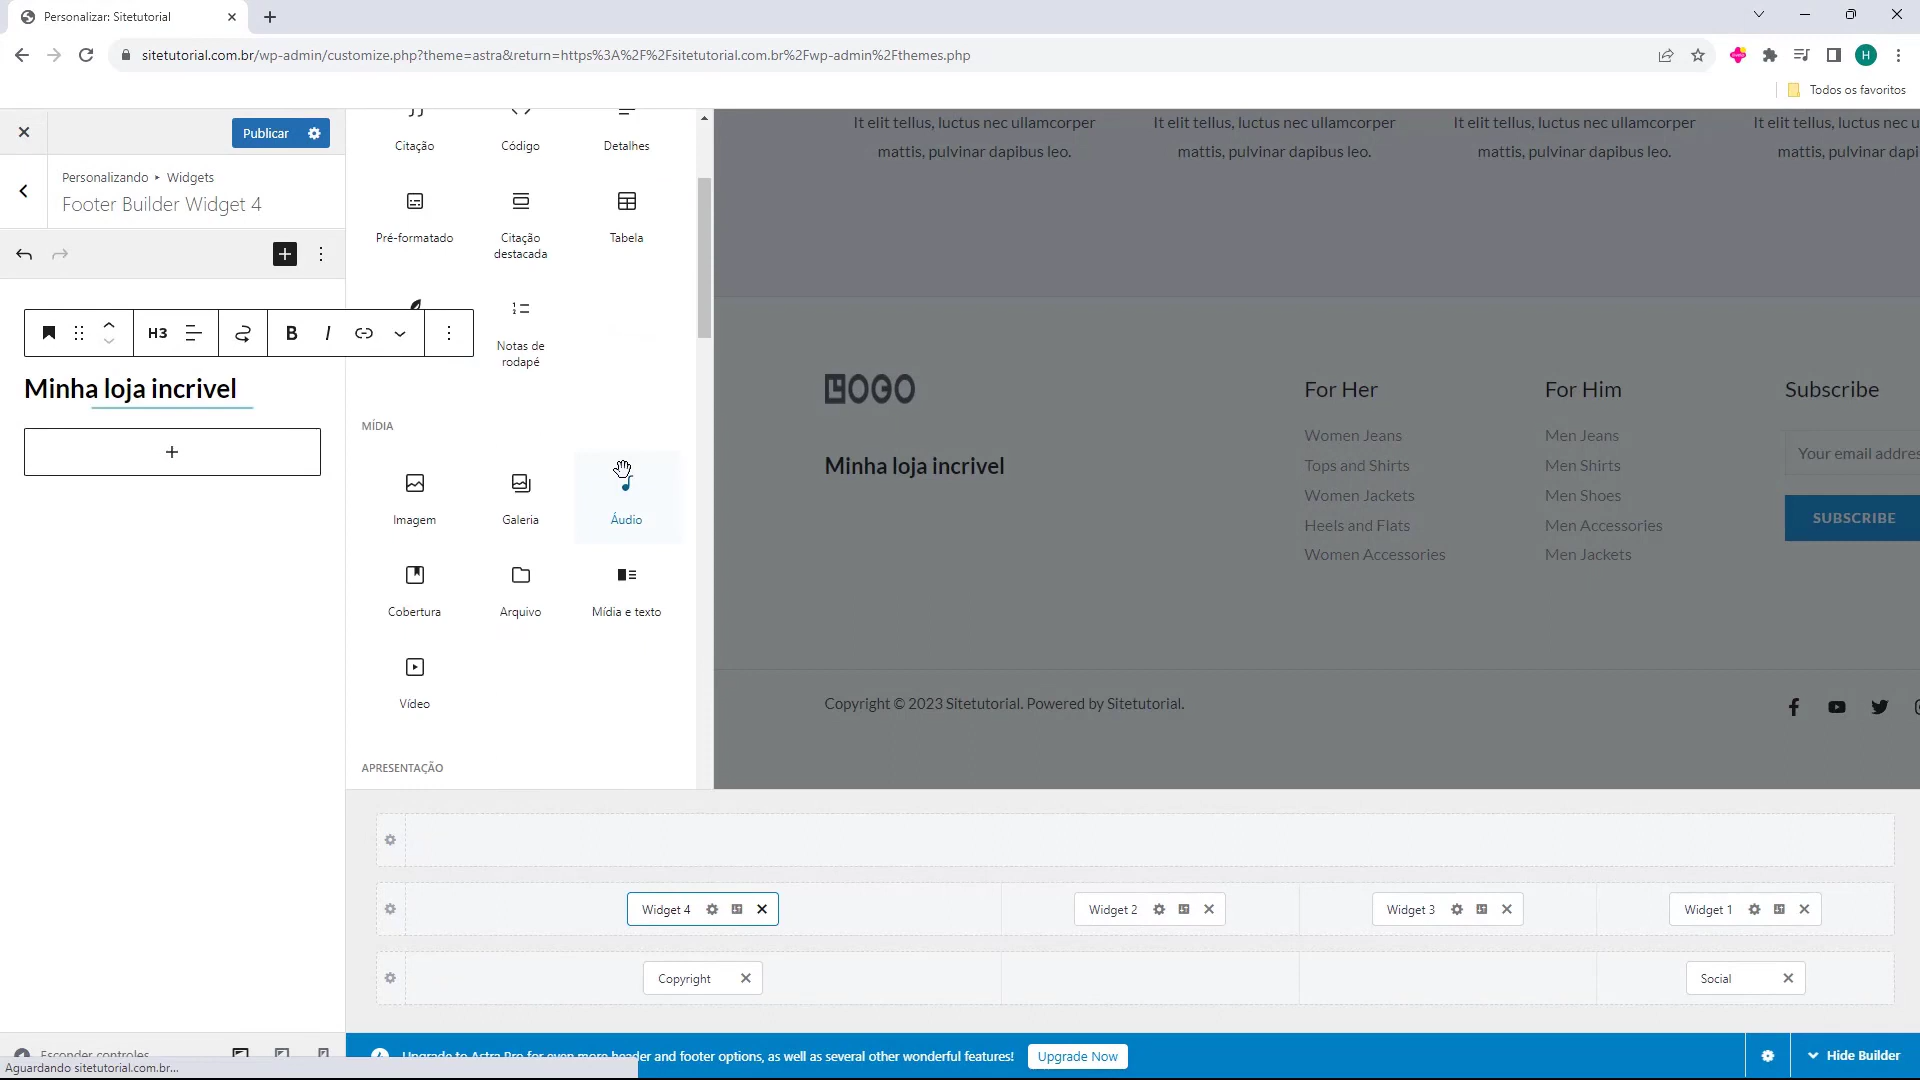 Personalizar: Sitetutorial
sitetutorial.com.br/wp-admin/customize.php?theme=astra&return=https%3A%2F%2Fsitetutorial.com.br%2Fwp-admin%2Fthemes.php
H
Todos os favoritos
Publicar
Personalizando ▸ Widgets
Footer Builder Widget 4
H3
B I
Minha loja incrivel
Citação
Código
Detalhes
Pré-formatado
Citação
destacada
Tabela
Notas de
rodapé
MÍDIA
Imagem
Galeria
Áudio
Cobertura
Arquivo
Mídia e texto
Vídeo
APRESENTAÇÃO
It elit tellus, luctus nec ullamcorper
mattis, pulvinar dapibus leo.
It elit tellus, luctus nec ullamcorper
mattis, pulvinar dapibus leo.
It elit tellus, luctus nec ullamcorper
mattis, pulvinar dapibus leo.
It elit tellus, luctus nec u
mattis, pulvinar dapi
LOGO
Minha loja incrivel
For Her
Women Jeans
Tops and Shirts
Women Jackets
Heels and Flats
Women Accessories
For Him
Men Jeans
Men Shirts
Men Shoes
Men Accessories
Men Jackets
Subscribe
Your email addres
SUBSCRIBE
Copyright © 2023 Sitetutorial. Powered by Sitetutorial.
Widget 4
Widget 2
Widget 3
Widget 1
Copyright
Social
Esconder controles
Aguardando sitetutorial.com.br...
Upgrade to Astra Pro for even more header and footer options, as well as several other wonderful features!
Upgrade Now
Hide Builder